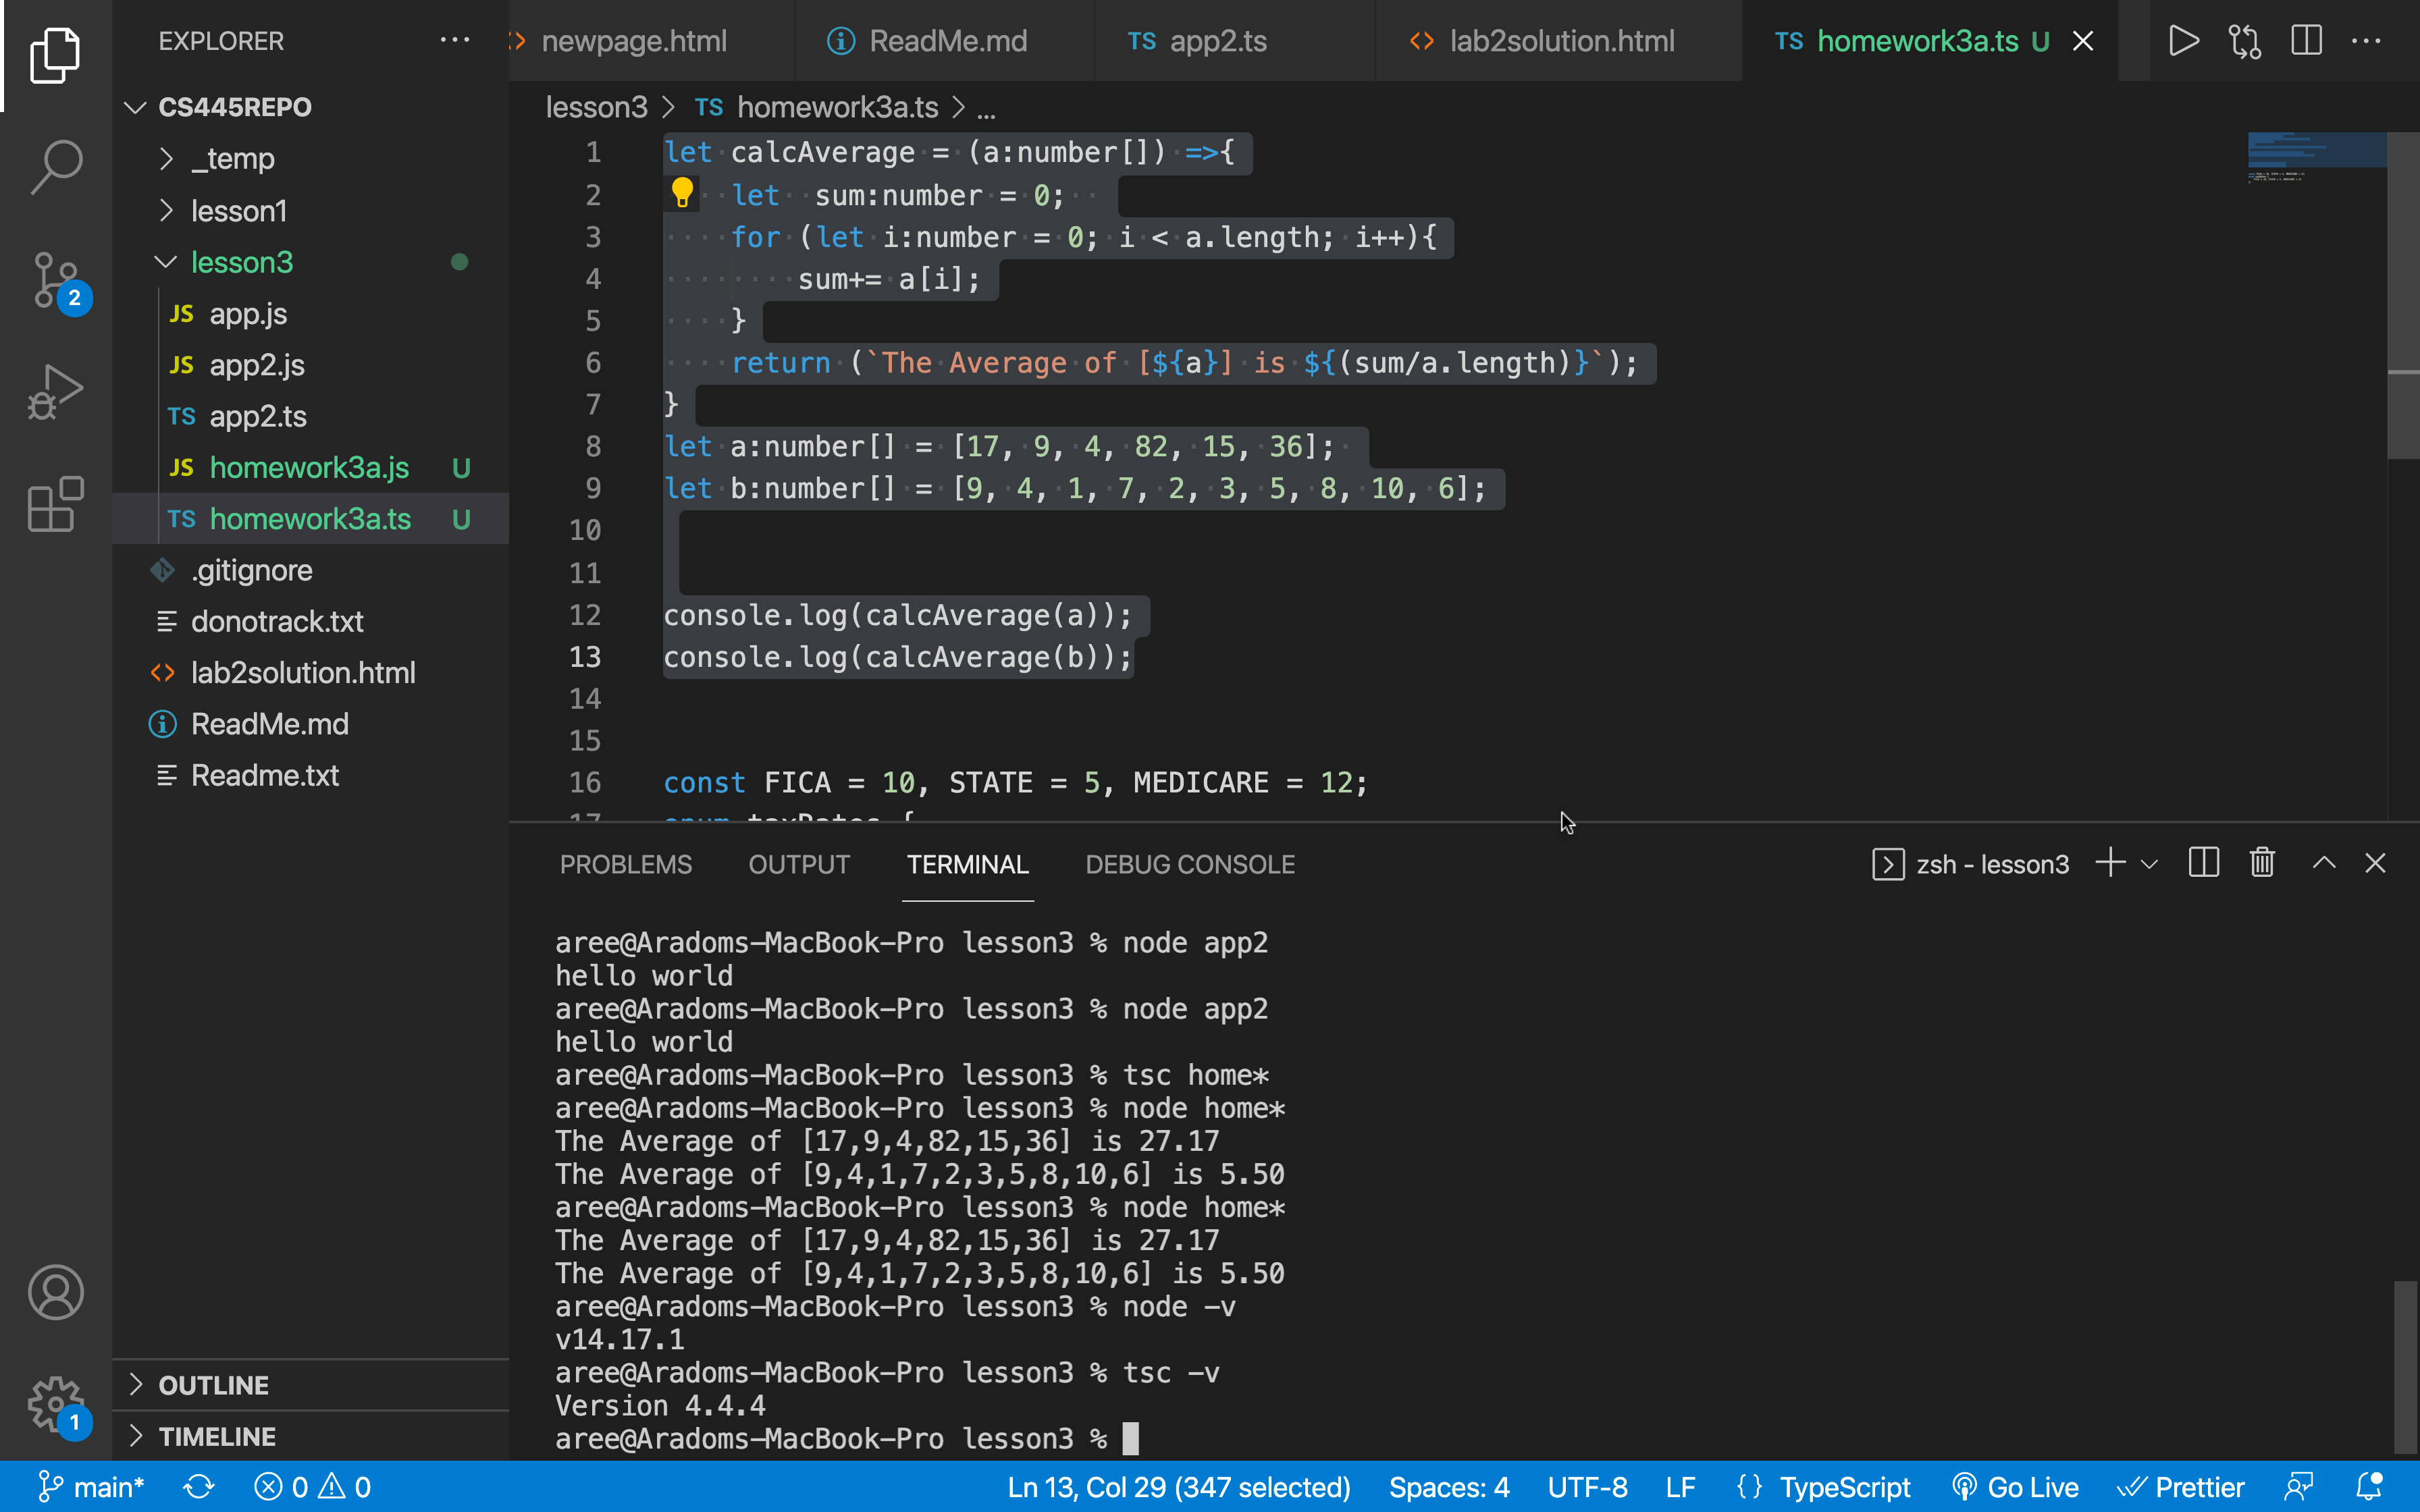 EXPLORER
CS445REPO
_temp
lesson1
lesson3
JS app.js
JS app2.js
TS app2.ts
JS homework3a.js U
TS homework3a.ts U
.gitignore
donotrack.txt
lab2solution.html
ReadMe.md
Readme.txt
OUTLINE
TIMELINE
2
1
newpage.html
ReadMe.md
TS app2.ts
lab2solution.html
TS homework3a.ts U
lesson3 > TS homework3a.ts > ...
1 let calcAverage = (a:number[]) =>{
2 let sum:number = 0;
3 for (let i:number = 0; i < a.length; i++){
4 sum+= a[i];
5 }
6 return (`The Average of [${a}] is ${(sum/a.length)}`);
7 }
8 let a:number[] = [17, 9, 4, 82, 15, 36];
9 let b:number[] = [9, 4, 1, 7, 2, 3, 5, 8, 10, 6];
10
11
12 console.log(calcAverage(a));
13 console.log(calcAverage(b));
14
15
16 const FICA = 10, STATE = 5, MEDICARE = 12;
17 enum taxRates {
PROBLEMS OUTPUT TERMINAL DEBUG CONSOLE
zsh - lesson3
aree@Aradoms-MacBook-Pro lesson3 % node app2
hello world
aree@Aradoms-MacBook-Pro lesson3 % node app2
hello world
aree@Aradoms-MacBook-Pro lesson3 % tsc home*
aree@Aradoms-MacBook-Pro lesson3 % node home*
The Average of [17,9,4,82,15,36] is 27.17
The Average of [9,4,1,7,2,3,5,8,10,6] is 5.50
aree@Aradoms-MacBook-Pro lesson3 % node home*
The Average of [17,9,4,82,15,36] is 27.17
The Average of [9,4,1,7,2,3,5,8,10,6] is 5.50
aree@Aradoms-MacBook-Pro lesson3 % node -v
v14.17.1
aree@Aradoms-MacBook-Pro lesson3 % tsc -v
Version 4.4.4
aree@Aradoms-MacBook-Pro lesson3 %
main* 0 0 Ln 13, Col 29 (347 selected) Spaces: 4 UTF-8 LF {} TypeScript Go Live Prettier